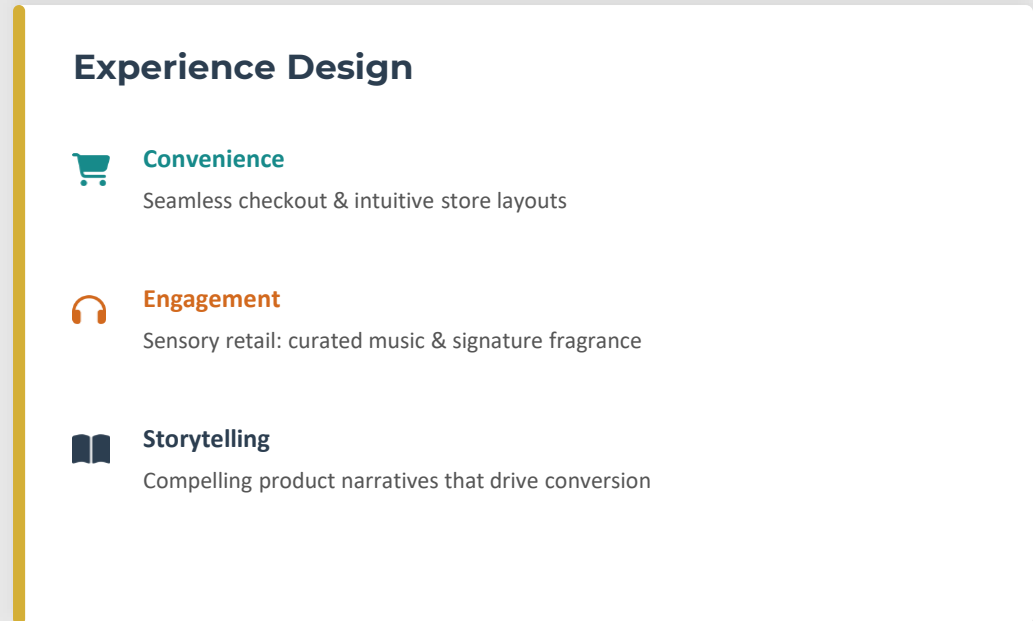 Experience Design
Convenience
Seamless checkout & intuitive store layouts
Engagement
Sensory retail: curated music & signature fragrance
Storytelling
Compelling product narratives that drive conversion